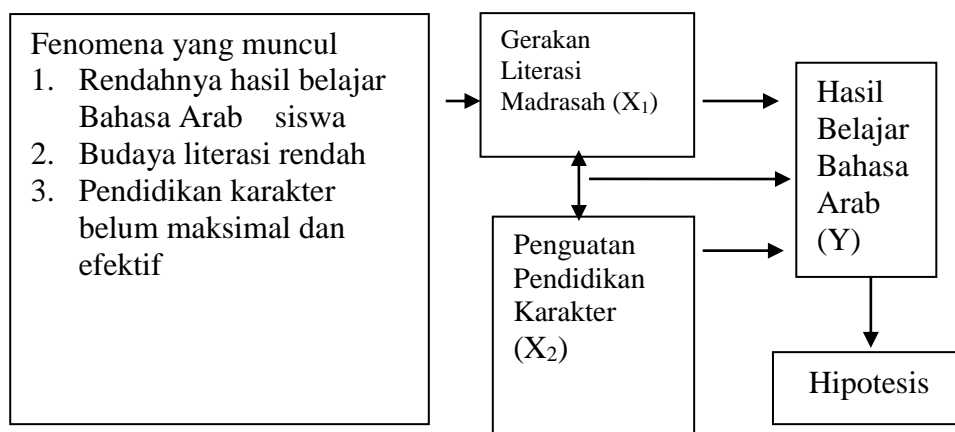 Fenomena yang muncul
1. Rendahnya hasil belajar
Bahasa Arab siswa
2. Budaya literasi rendah
3. Pendidikan karakter
belum maksimal dan
efektif
Gerakan
Literasi
Madrasah (X₁)
Penguatan
Pendidikan
Karakter
(X₂)
Hasil
Belajar
Bahasa
Arab
(Y)
Hipotesis